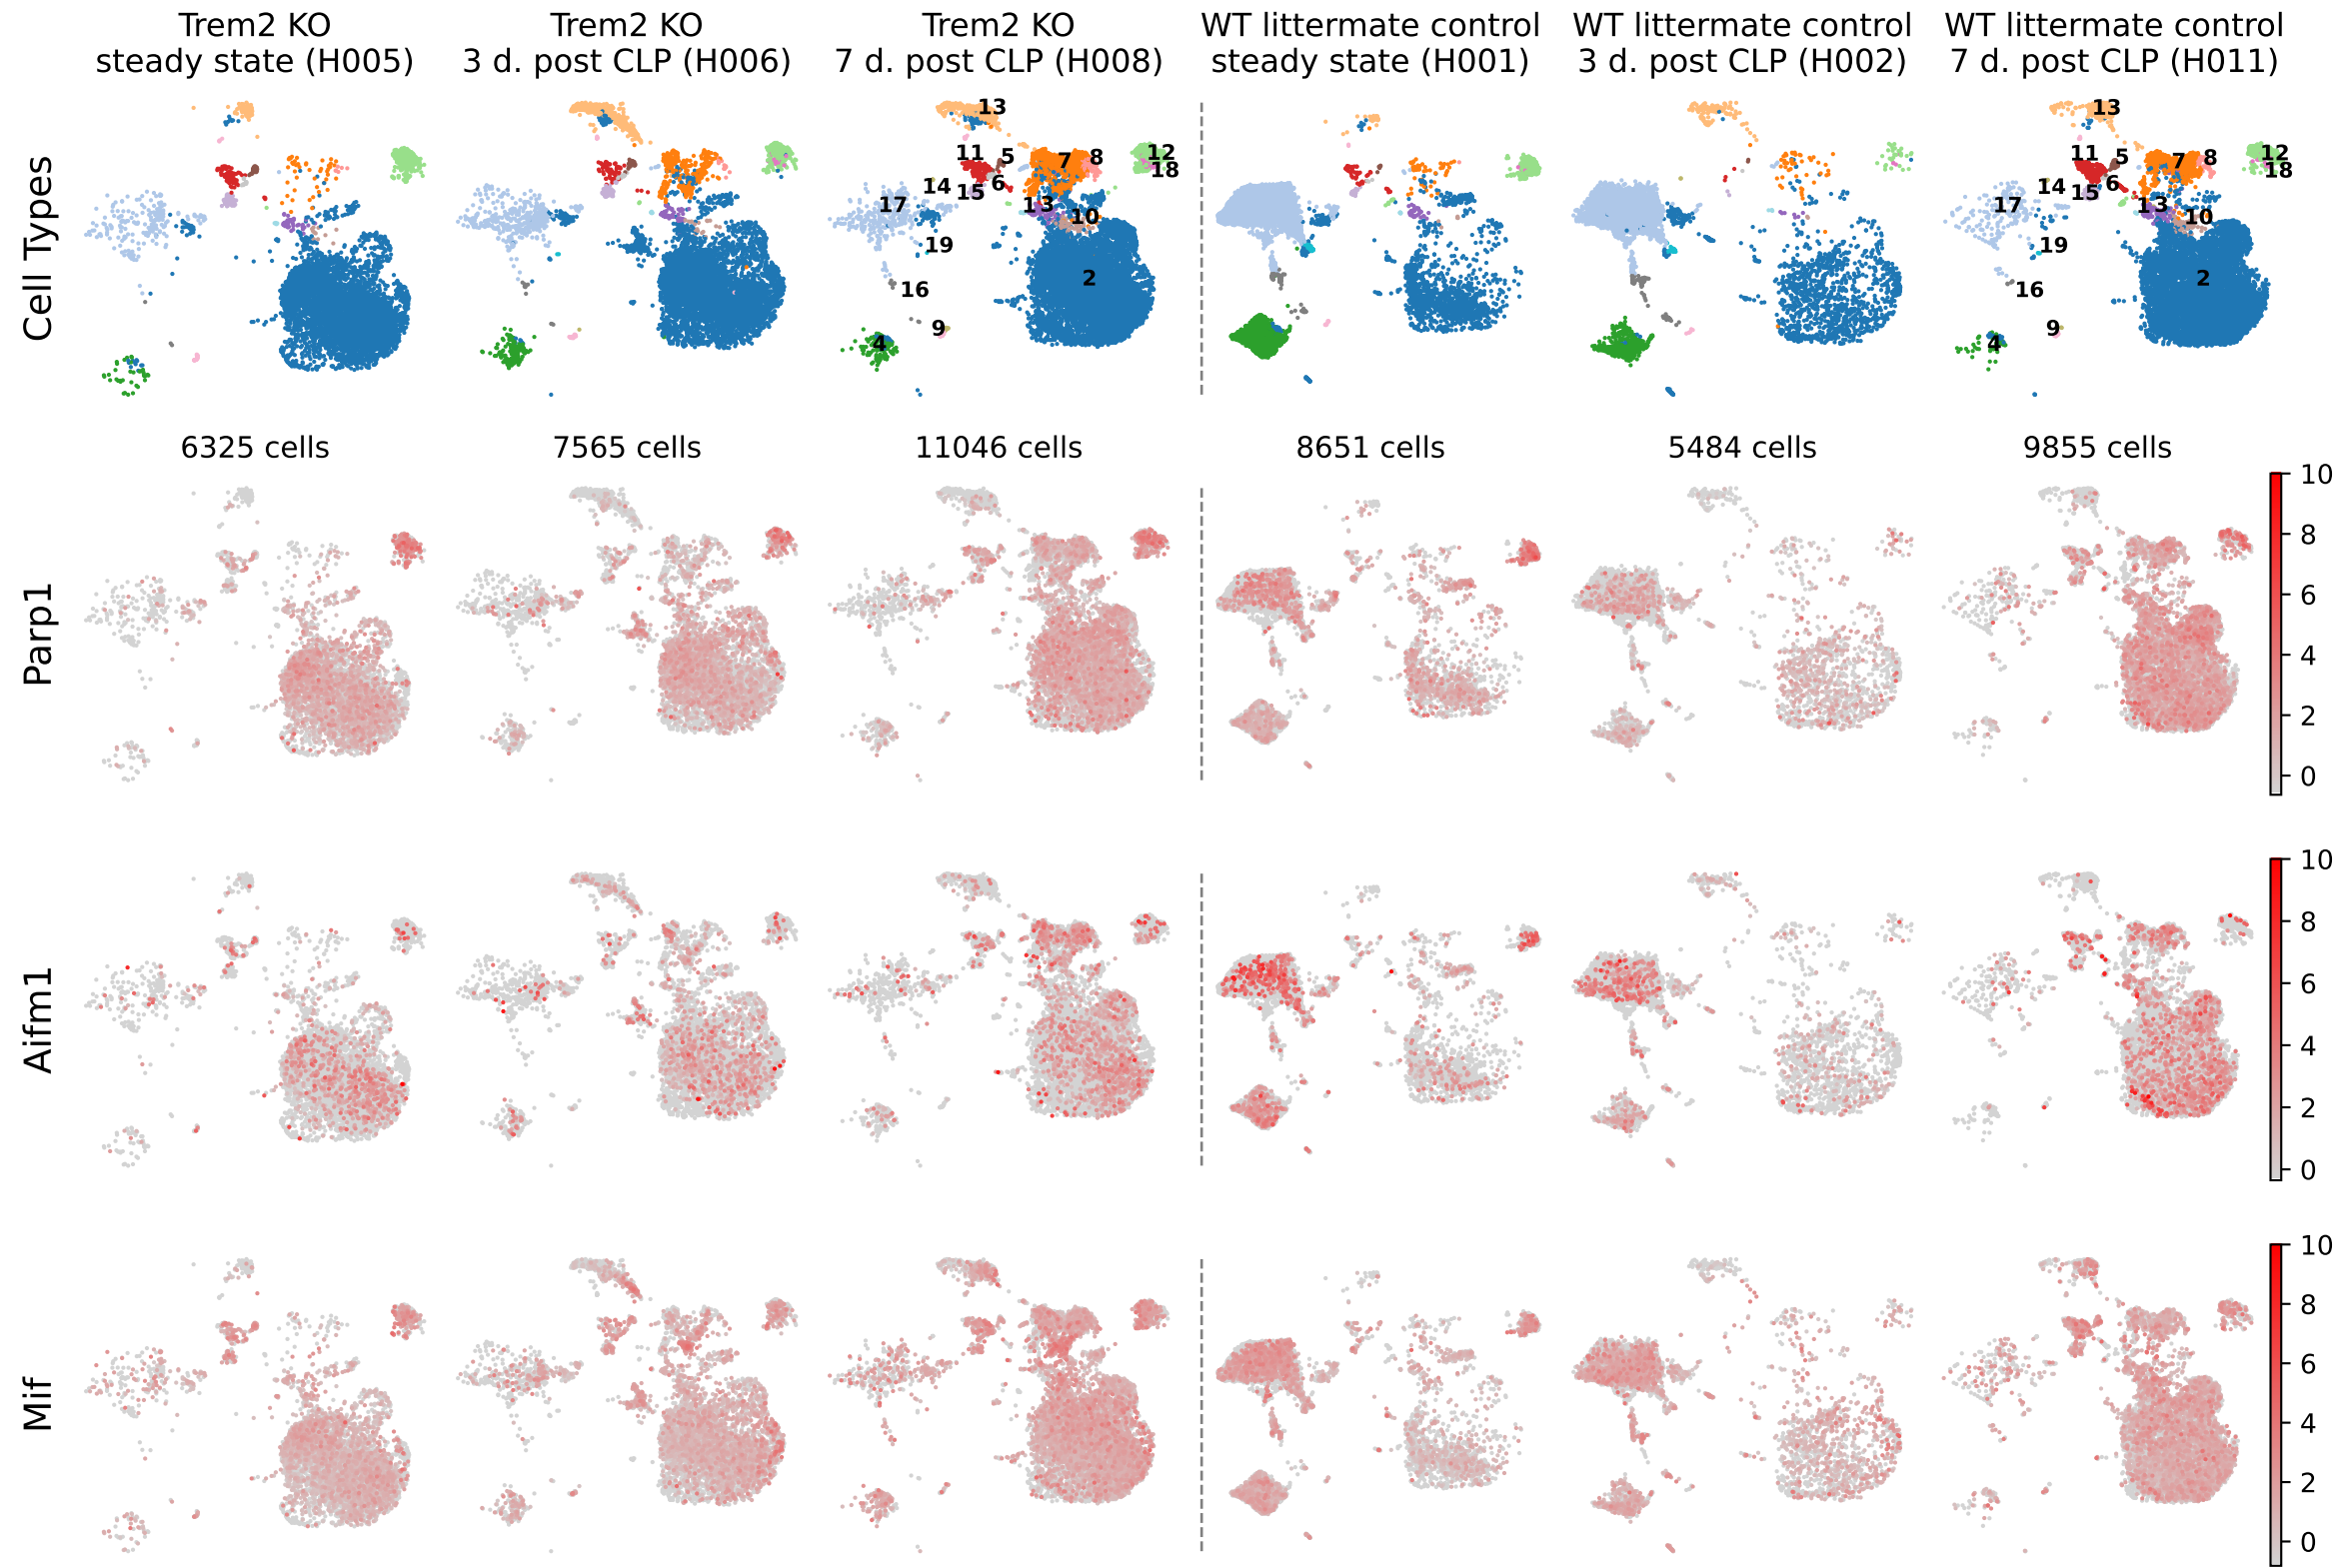 Trem2 KO
steady state (H005)
Trem2 KO
3 d. post CLP (H006)
Trem2 KO
7 d. post CLP (H008)
WT littermate control
steady state (H001)
WT littermate control
3 d. post CLP (H002)
WT littermate control
7 d. post CLP (H011)
Cell Types
13
11
5
7
8
12
18
14
15
6
17
1
3
10
19
2
16
9
4
13
11
5
7
8
12
18
14
15
6
17
1
3
10
19
2
16
9
4
6325 cells
7565 cells
11046 cells
8651 cells
5484 cells
9855 cells
Parp1
10
8
6
4
2
0
Aifm1
10
8
6
4
2
0
Mif
10
8
6
4
2
0